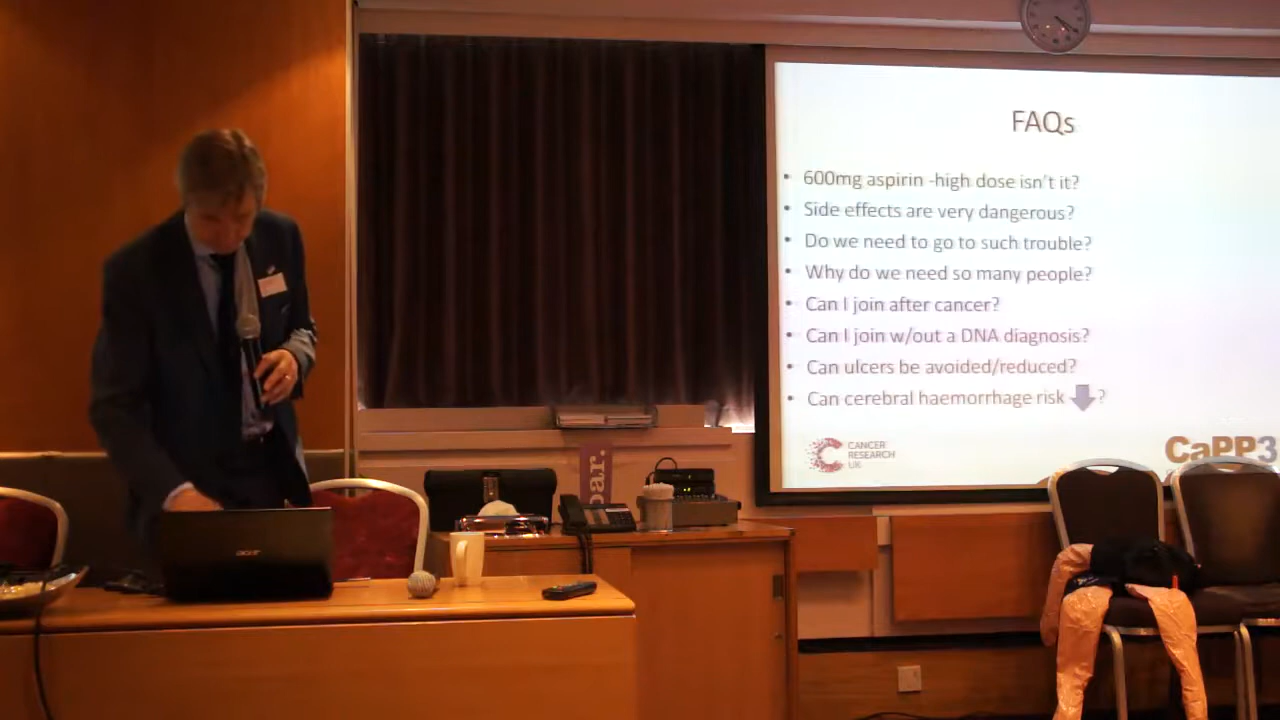 FAQs
• 600mg aspirin -high dose isn't it?
• Side effects are very dangerous?
• Do we need to go to such trouble?
• Why do we need so many people?
• Can I join after cancer?
• Can I join w/out a DNA diagnosis?
• Can ulcers be avoided/reduced?
• Can cerebral haemorrhage risk ?
CANCER
RESEARCH
UK
CaPP3
bar.
acer